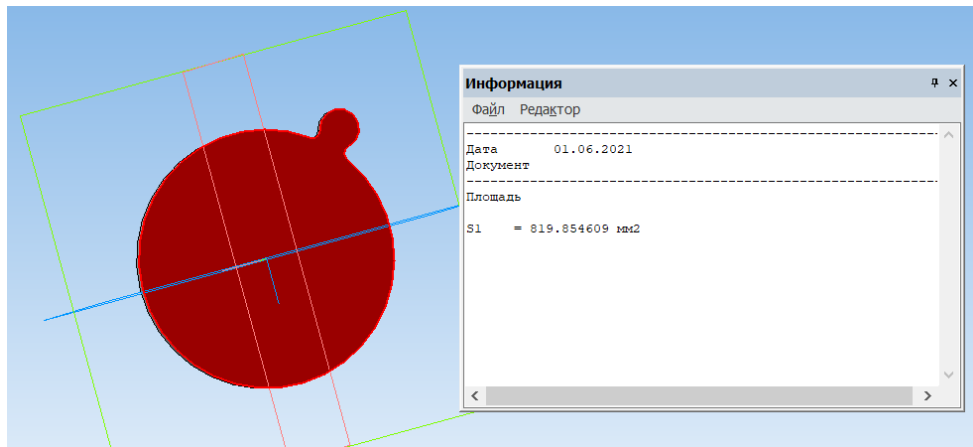 Информация
Файл Редактор
Дата 01.06.2021
Документ
Площадь
S1 = 819.854609 мм2